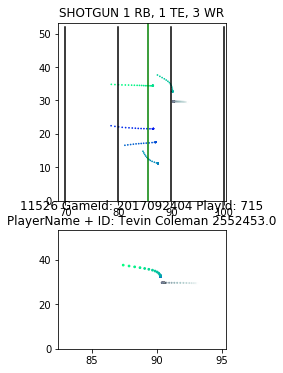 SHOTGUN 1 RB, 1 TE, 3 WR
50
40
30
20
10
0
70 80 90 100
11526 GameId: 2017092404 PlayId: 715
PlayerName + ID: Tevin Coleman 2552453.0
40
20
0
85 90 95